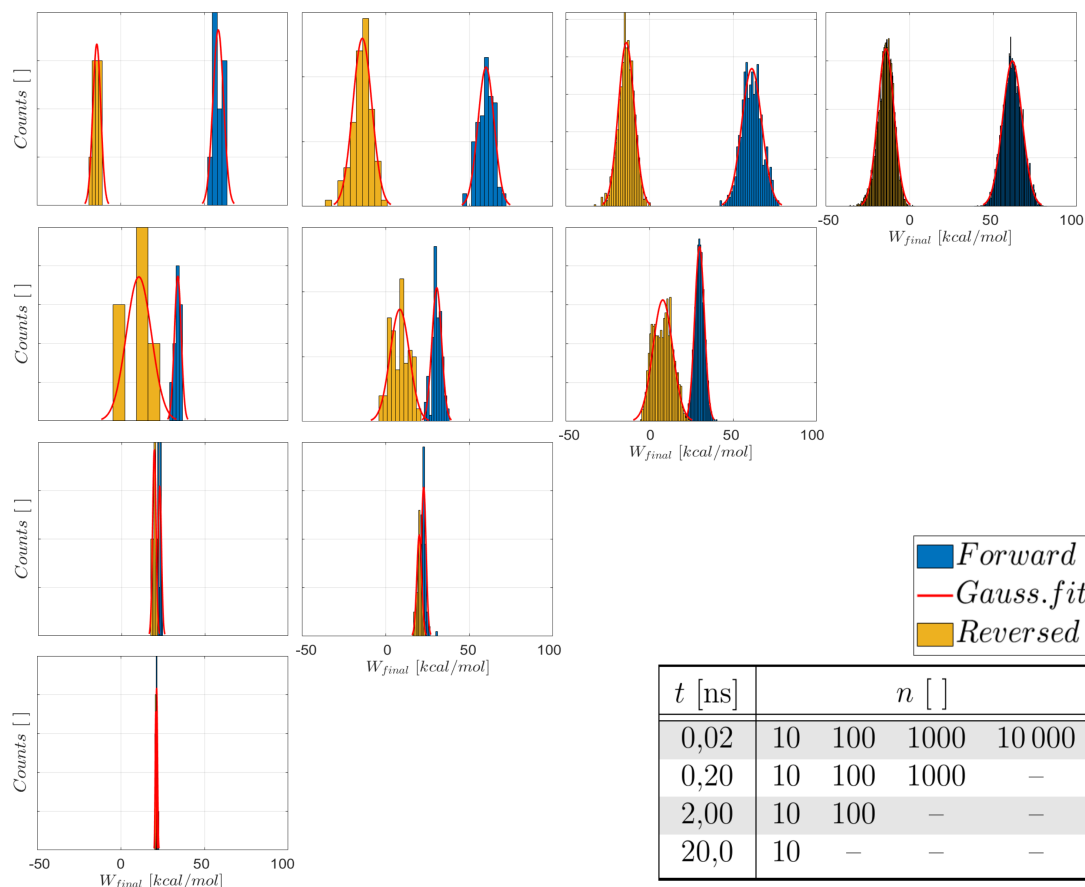 Counts [ ]
-50 0 50 100
W_final [kcal/mol]
Counts [ ]
-50 0 50 100
W_final [kcal/mol]
Counts [ ]
-50 0 50 100
W_final [kcal/mol]
Forward
Gauss.fit
Reversed
Counts [ ]
-50 0 50 100
W_final [kcal/mol]
t [ns] n [ ]
0,02 10 100 1000 10 000
0,20 10 100 1000 –
2,00 10 100 – –
20,0 10 – – –